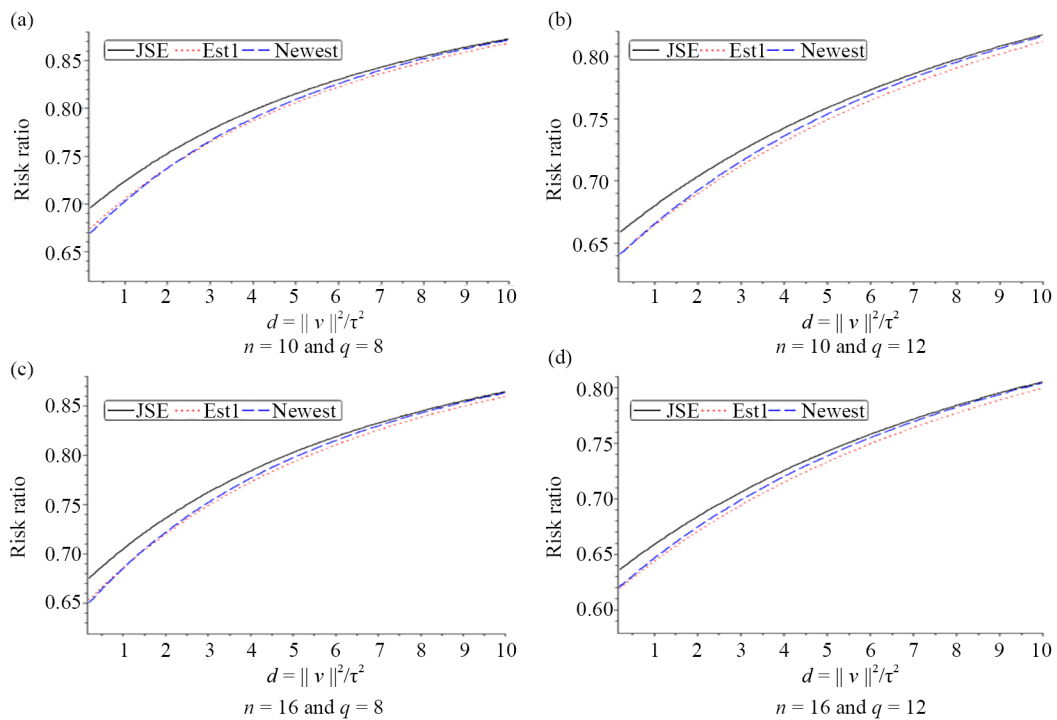 (a)
JSE Est1 Newest
Risk ratio
0.85
0.80
0.75
0.70
0.65
1 2 3 4 5 6 7 8 9 10
d = || v ||²/τ²
n = 10 and q = 8
(b)
JSE Est1 Newest
Risk ratio
0.80
0.75
0.70
0.65
1 2 3 4 5 6 7 8 9 10
d = || v ||²/τ²
n = 10 and q = 12
(c)
JSE Est1 Newest
Risk ratio
0.85
0.80
0.75
0.70
0.65
1 2 3 4 5 6 7 8 9 10
d = || v ||²/τ²
n = 16 and q = 8
(d)
JSE Est1 Newest
Risk ratio
0.80
0.75
0.70
0.65
0.60
1 2 3 4 5 6 7 8 9 10
d = || v ||²/τ²
n = 16 and q = 12